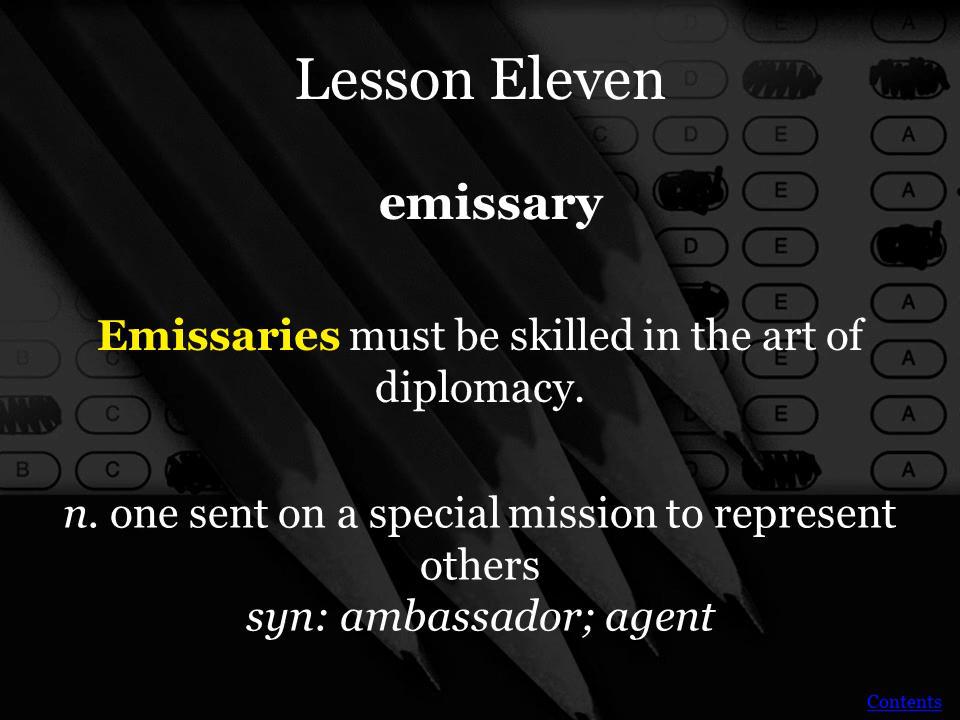 Lesson Eleven
emissary
Emissaries must be skilled in the art of
diplomacy.
n. one sent on a special mission to represent
others
syn: ambassador; agent
Contents
D E A
D
C D E A
E A
D E
E A
B C E A
C D E A
B C D A